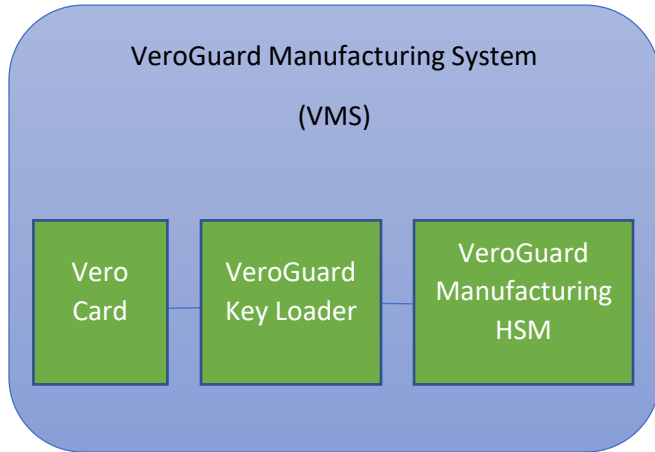 VeroGuard Manufacturing System
(VMS)
Vero
Card
VeroGuard
Key Loader
VeroGuard
Manufacturing
HSM